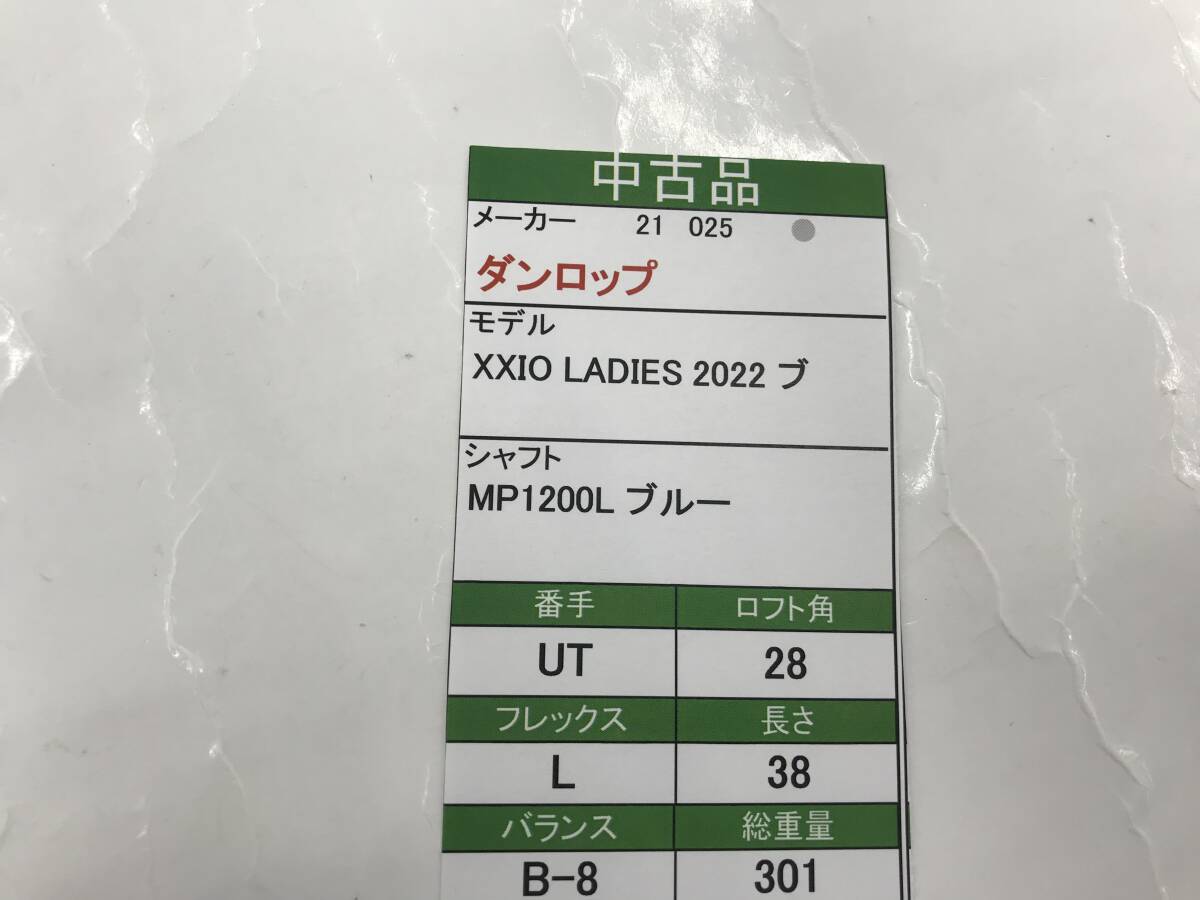 中古品
メーカー 21 025
ダンロップ
モデル
XXIO LADIES 2022 ブ
シャフト
MP1200L ブルー
番手 ロフト角
UT 28
フレックス 長さ
L 38
バランス 総重量
B-8 301